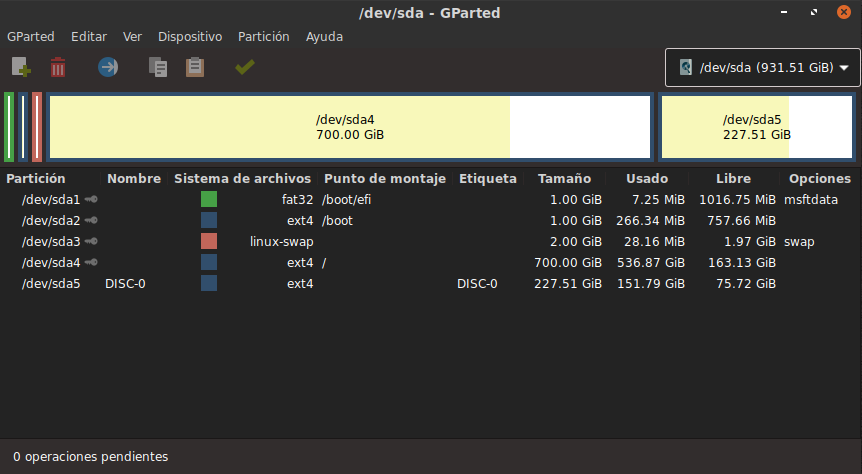 /dev/sda - GParted
GParted Editar Ver Dispositivo Partición Ayuda
/dev/sda (931.51 GiB)
/dev/sda4
700.00 GiB
/dev/sda5
227.51 GiB
Partición Nombre Sistema de archivos Punto de montaje Etiqueta Tamaño Usado Libre Opciones
/dev/sda1 fat32 /boot/efi 1.00 GiB 7.25 MiB 1016.75 MiB msftdata
/dev/sda2 ext4 /boot 1.00 GiB 266.34 MiB 757.66 MiB
/dev/sda3 linux-swap 2.00 GiB 28.16 MiB 1.97 GiB swap
/dev/sda4 ext4 / 700.00 GiB 536.87 GiB 163.13 GiB
/dev/sda5 DISC-0 ext4 DISC-0 227.51 GiB 151.79 GiB 75.72 GiB
0 operaciones pendientes